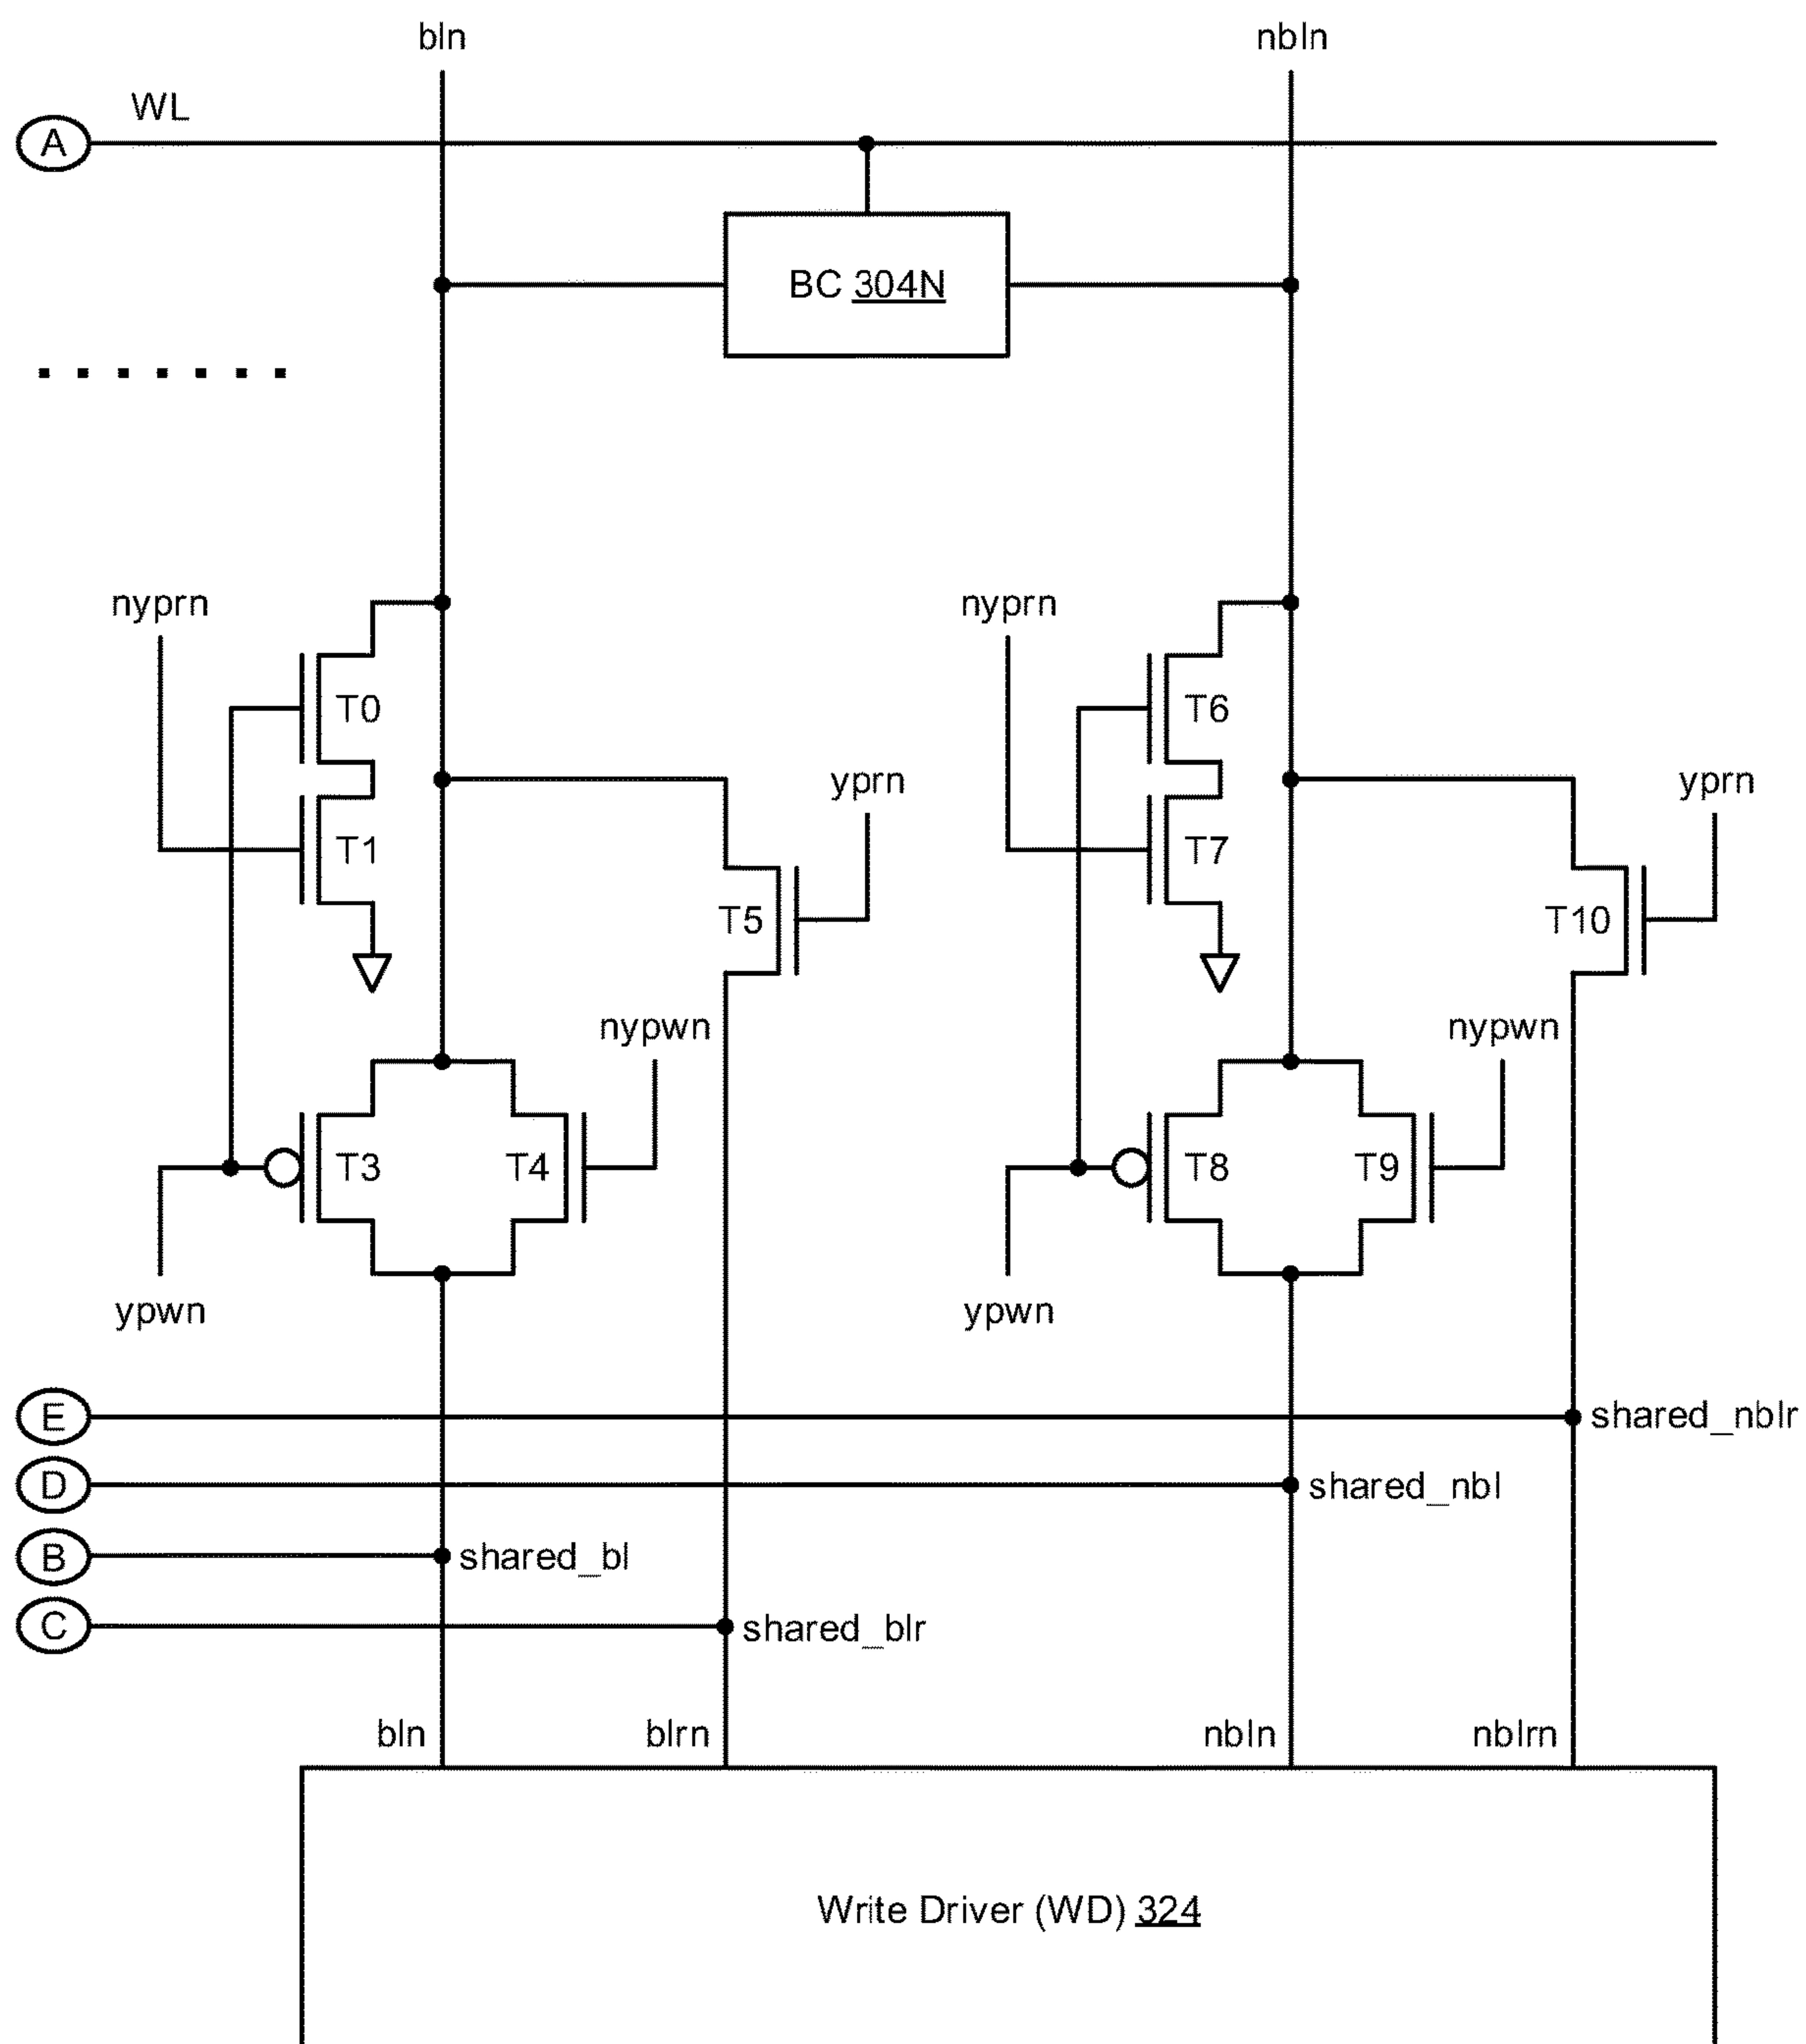 bln nbln
WL
A
BC 304N
nyprn nyprn
T0 T6
yprn yprn
T1 T7
T5 T10
nypwn nypwn
T3 T4 T8 T9
ypwn ypwn
E shared_nblr
D shared_nbl
B shared_bl
C shared_blr
bln blrn nbln nblrn
Write Driver (WD) 324